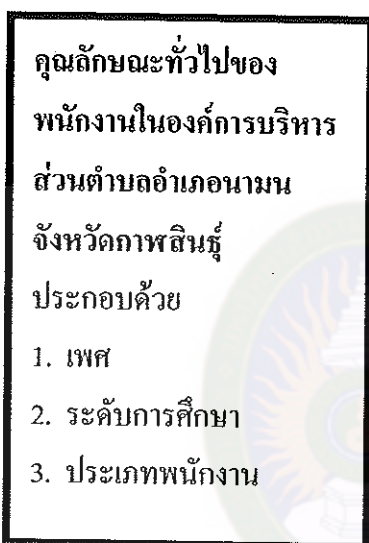 คุณลักษณะทั่วไปของ
พนักงานในองค์การบริหาร
ส่วนตำบลอำเภอนามน
จังหวัดกาฬสินธุ์
ประกอบด้วย
1. เพศ
2. ระดับการศึกษา
3. ประเภทพนักงาน